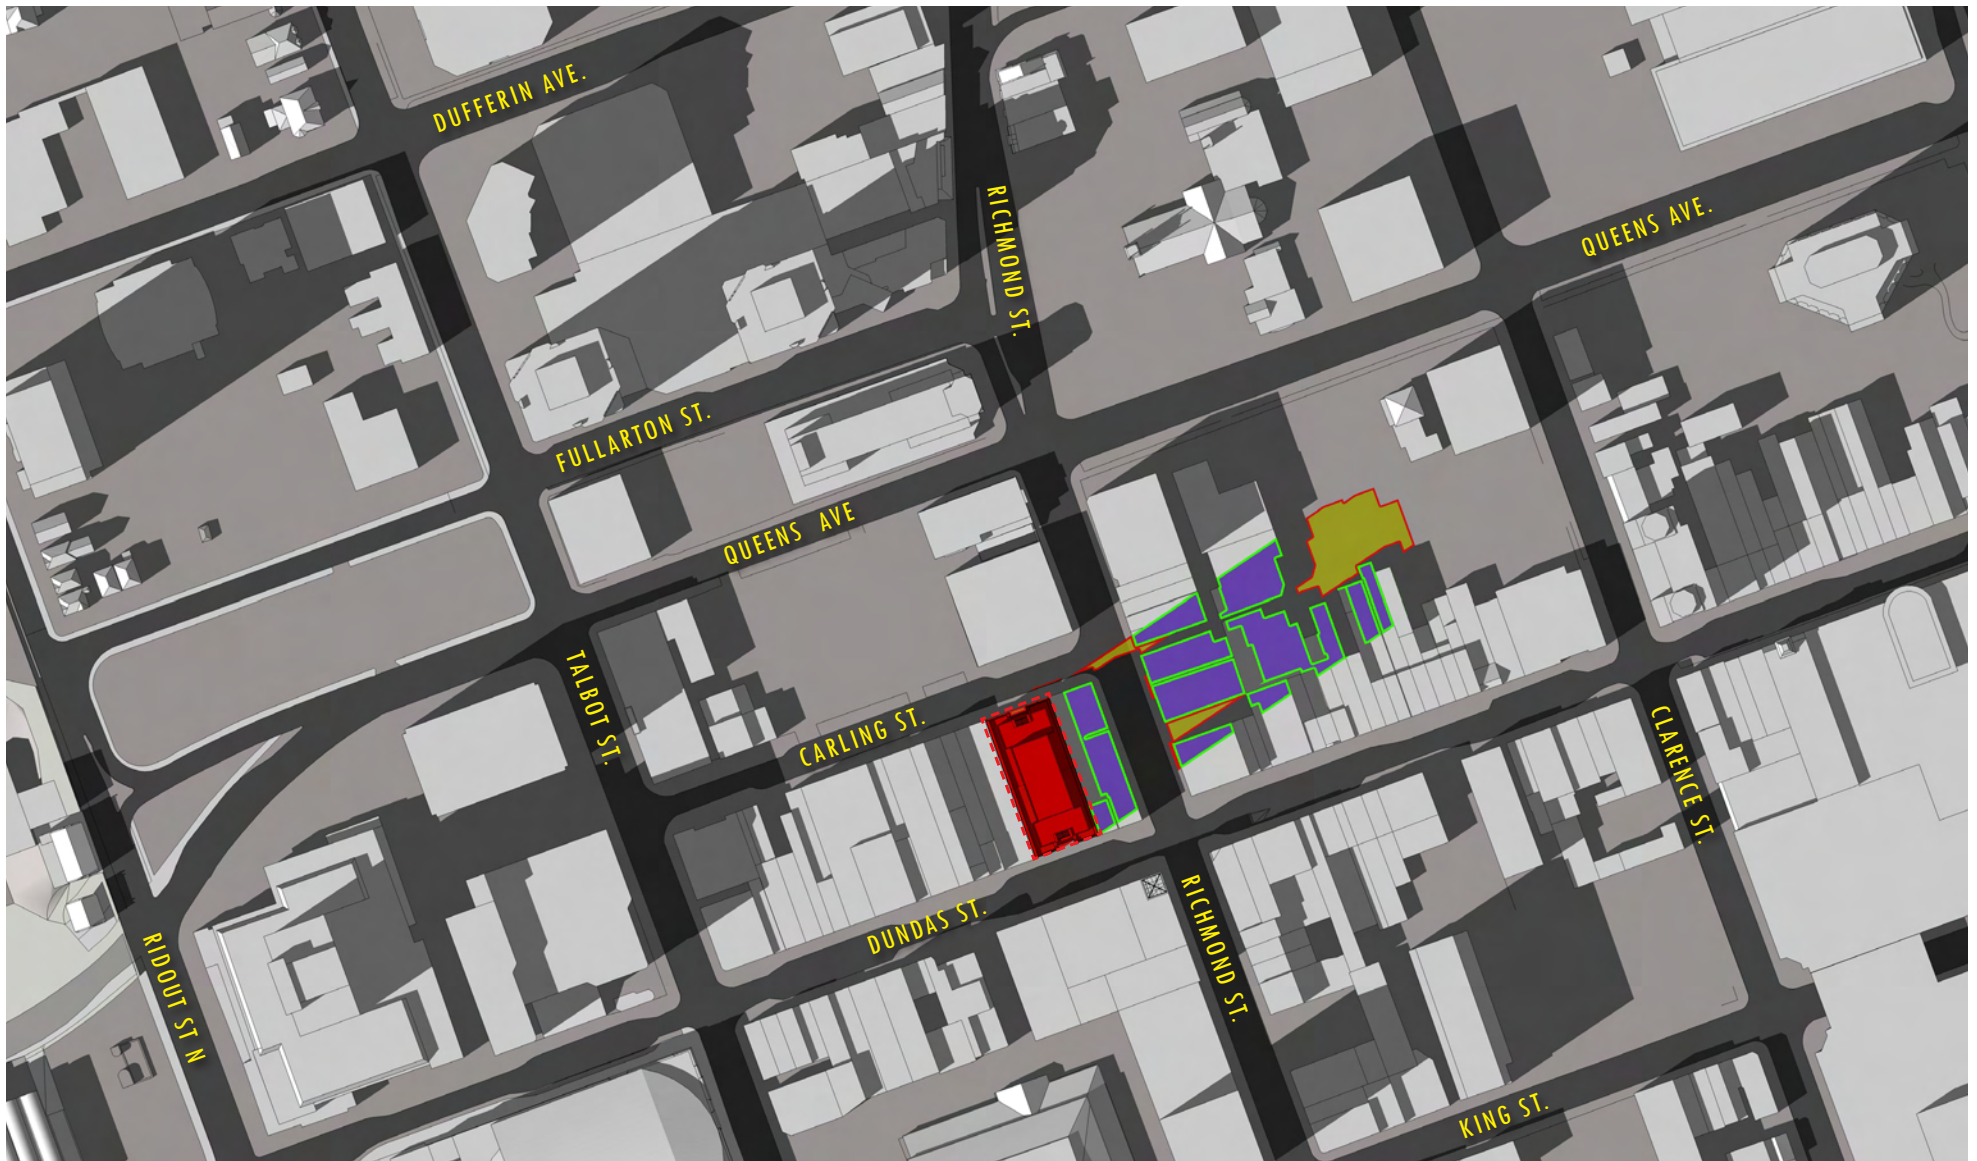 DUFFERIN AVE.
RICHMOND ST.
QUEENS AVE.
FULLARTON ST.
QUEENS AVE
TALBOT ST.
CARLING ST.
CLARENCE ST.
DUNDAS ST.
RICHMOND ST.
RIDOUT ST N
KING ST.